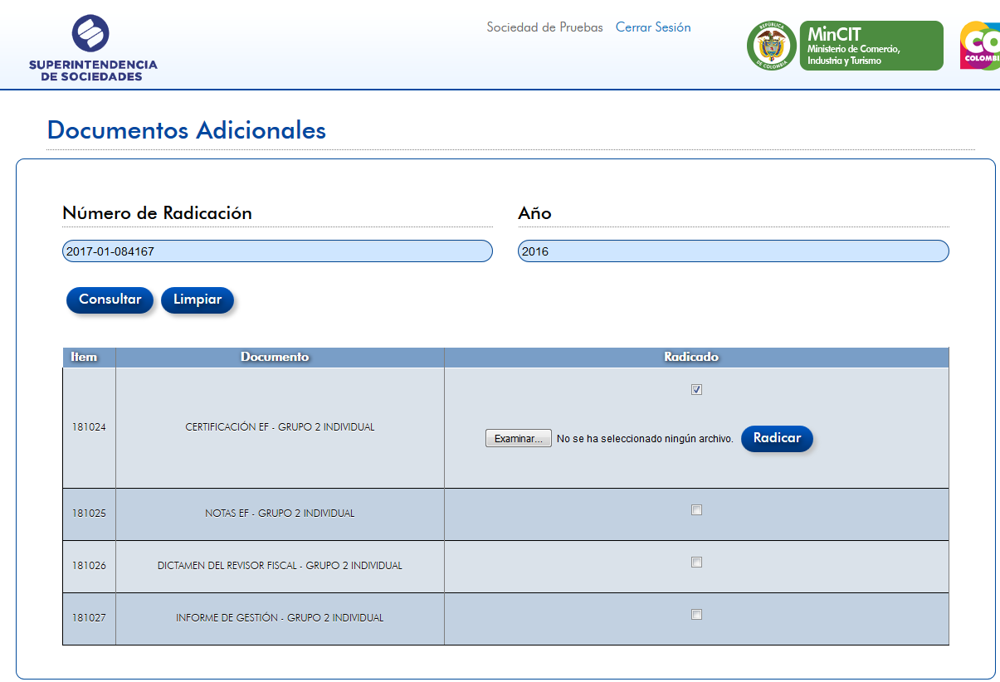 SUPERINTENDENCIA
DE SOCIEDADES
Sociedad de Pruebas Cerrar Sesión
REPÚBLICA
DE COLOMBIA
MinCIT
Ministerio de Comercio,
Industria y Turismo
CO
COLOMBI
Documentos Adicionales
Número de Radicación Año
2017-01-084167 2016
Consultar Limpiar
Item Documento Radicado
181024 CERTIFICACIÓN EF - GRUPO 2 INDIVIDUAL Examinar... No se ha seleccionado ningún archivo. Radicar
181025 NOTAS EF - GRUPO 2 INDIVIDUAL
181026 DICTAMEN DEL REVISOR FISCAL - GRUPO 2 INDIVIDUAL
181027 INFORME DE GESTIÓN - GRUPO 2 INDIVIDUAL